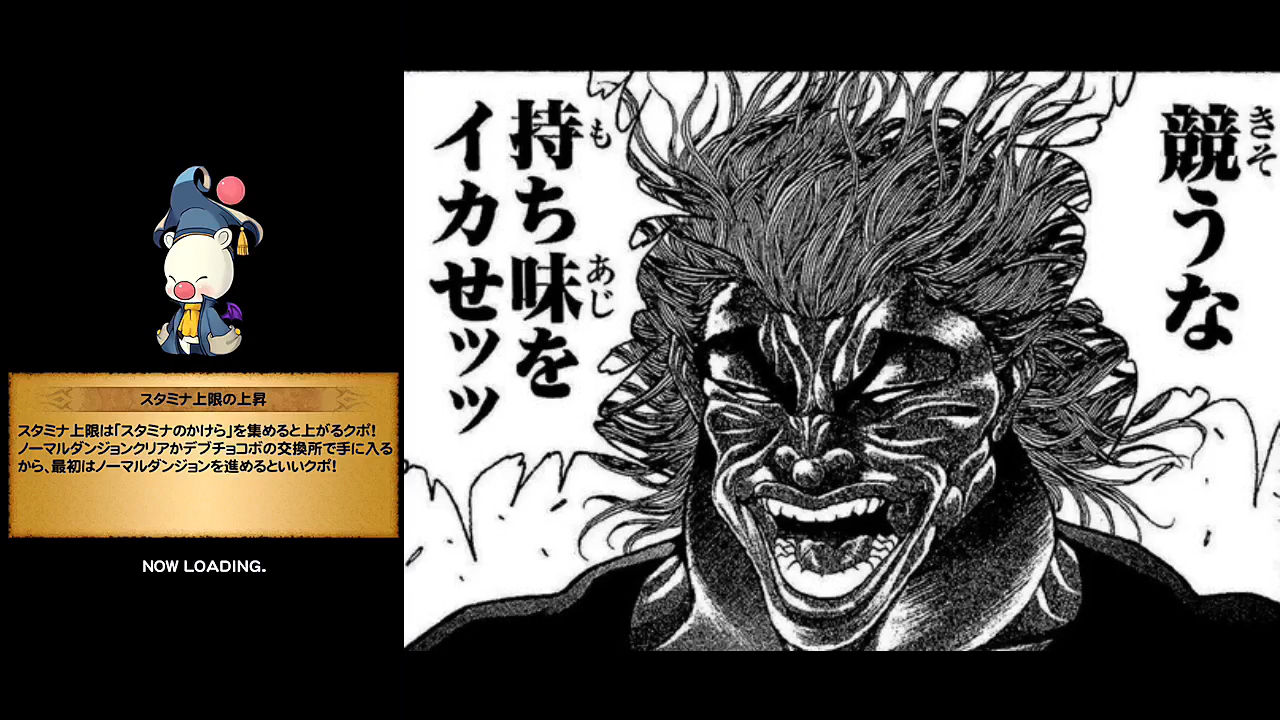 スタミナ上限の上昇
スタミナ上限は「スタミナのかけら」を集めると上がるクポ!
ノーマルダンジョンクリアかデブチョコボの交換所で手に入る
から、最初はノーマルダンジョンを進めるといいクポ!
NOW LOADING.
競うな
きそ
持ち味を
も
あじ
イカせッッ